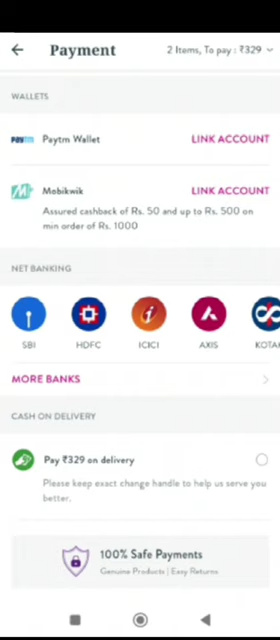 Payment
2 Items, To pay : ₹329
WALLETS
Paytm Paytm Wallet LINK ACCOUNT
Mobikwik LINK ACCOUNT
Assured cashback of Rs. 50 and up to Rs. 500 on
min order of Rs. 1000
NET BANKING
SBI HDFC ICICI AXIS KOTA
MORE BANKS
CASH ON DELIVERY
Pay ₹329 on delivery
Please keep exact change handle to help us serve you
better.
100% Safe Payments
Genuine Products | Easy Returns